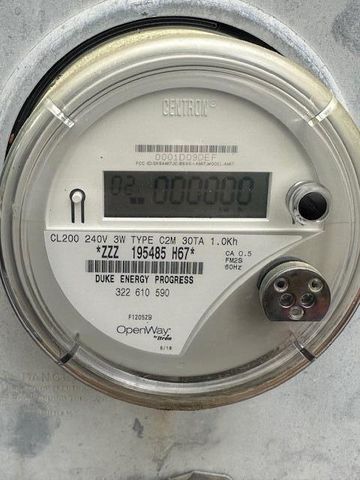 CENTRON®
0001D09DEF
02 000000
CL200 240V 3W TYPE C2M 30TA 1.0Kh
*ZZZ 195485 H67*
CA 0.5
FM2S
60Hz
DUKE ENERGY PROGRESS
322 610 590
F12052B
OpenWay
by Itron